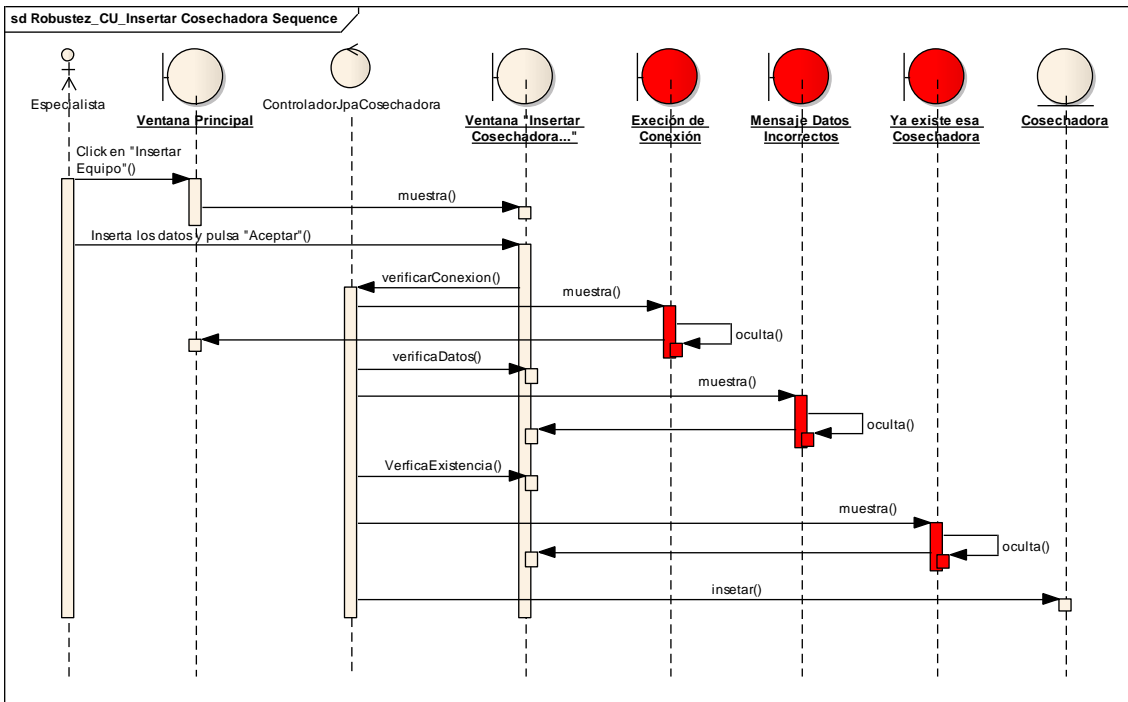 sd Robustez_CU_Insertar Cosechadora Sequence
Especialista
Ventana Principal
ControladorJpaCosechadora
Ventana "Insertar
Cosechadora..."
Execión de
Conexión
Mensaje Datos
Incorrectos
Ya existe esa
Cosechadora
Cosechadora
Click en "Insertar
Equipo"()
muestra()
Inserta los datos y pulsa "Aceptar"()
verificarConexion()
muestra()
oculta()
verificaDatos()
muestra()
oculta()
VerficaExistencia()
muestra()
oculta()
insetar()